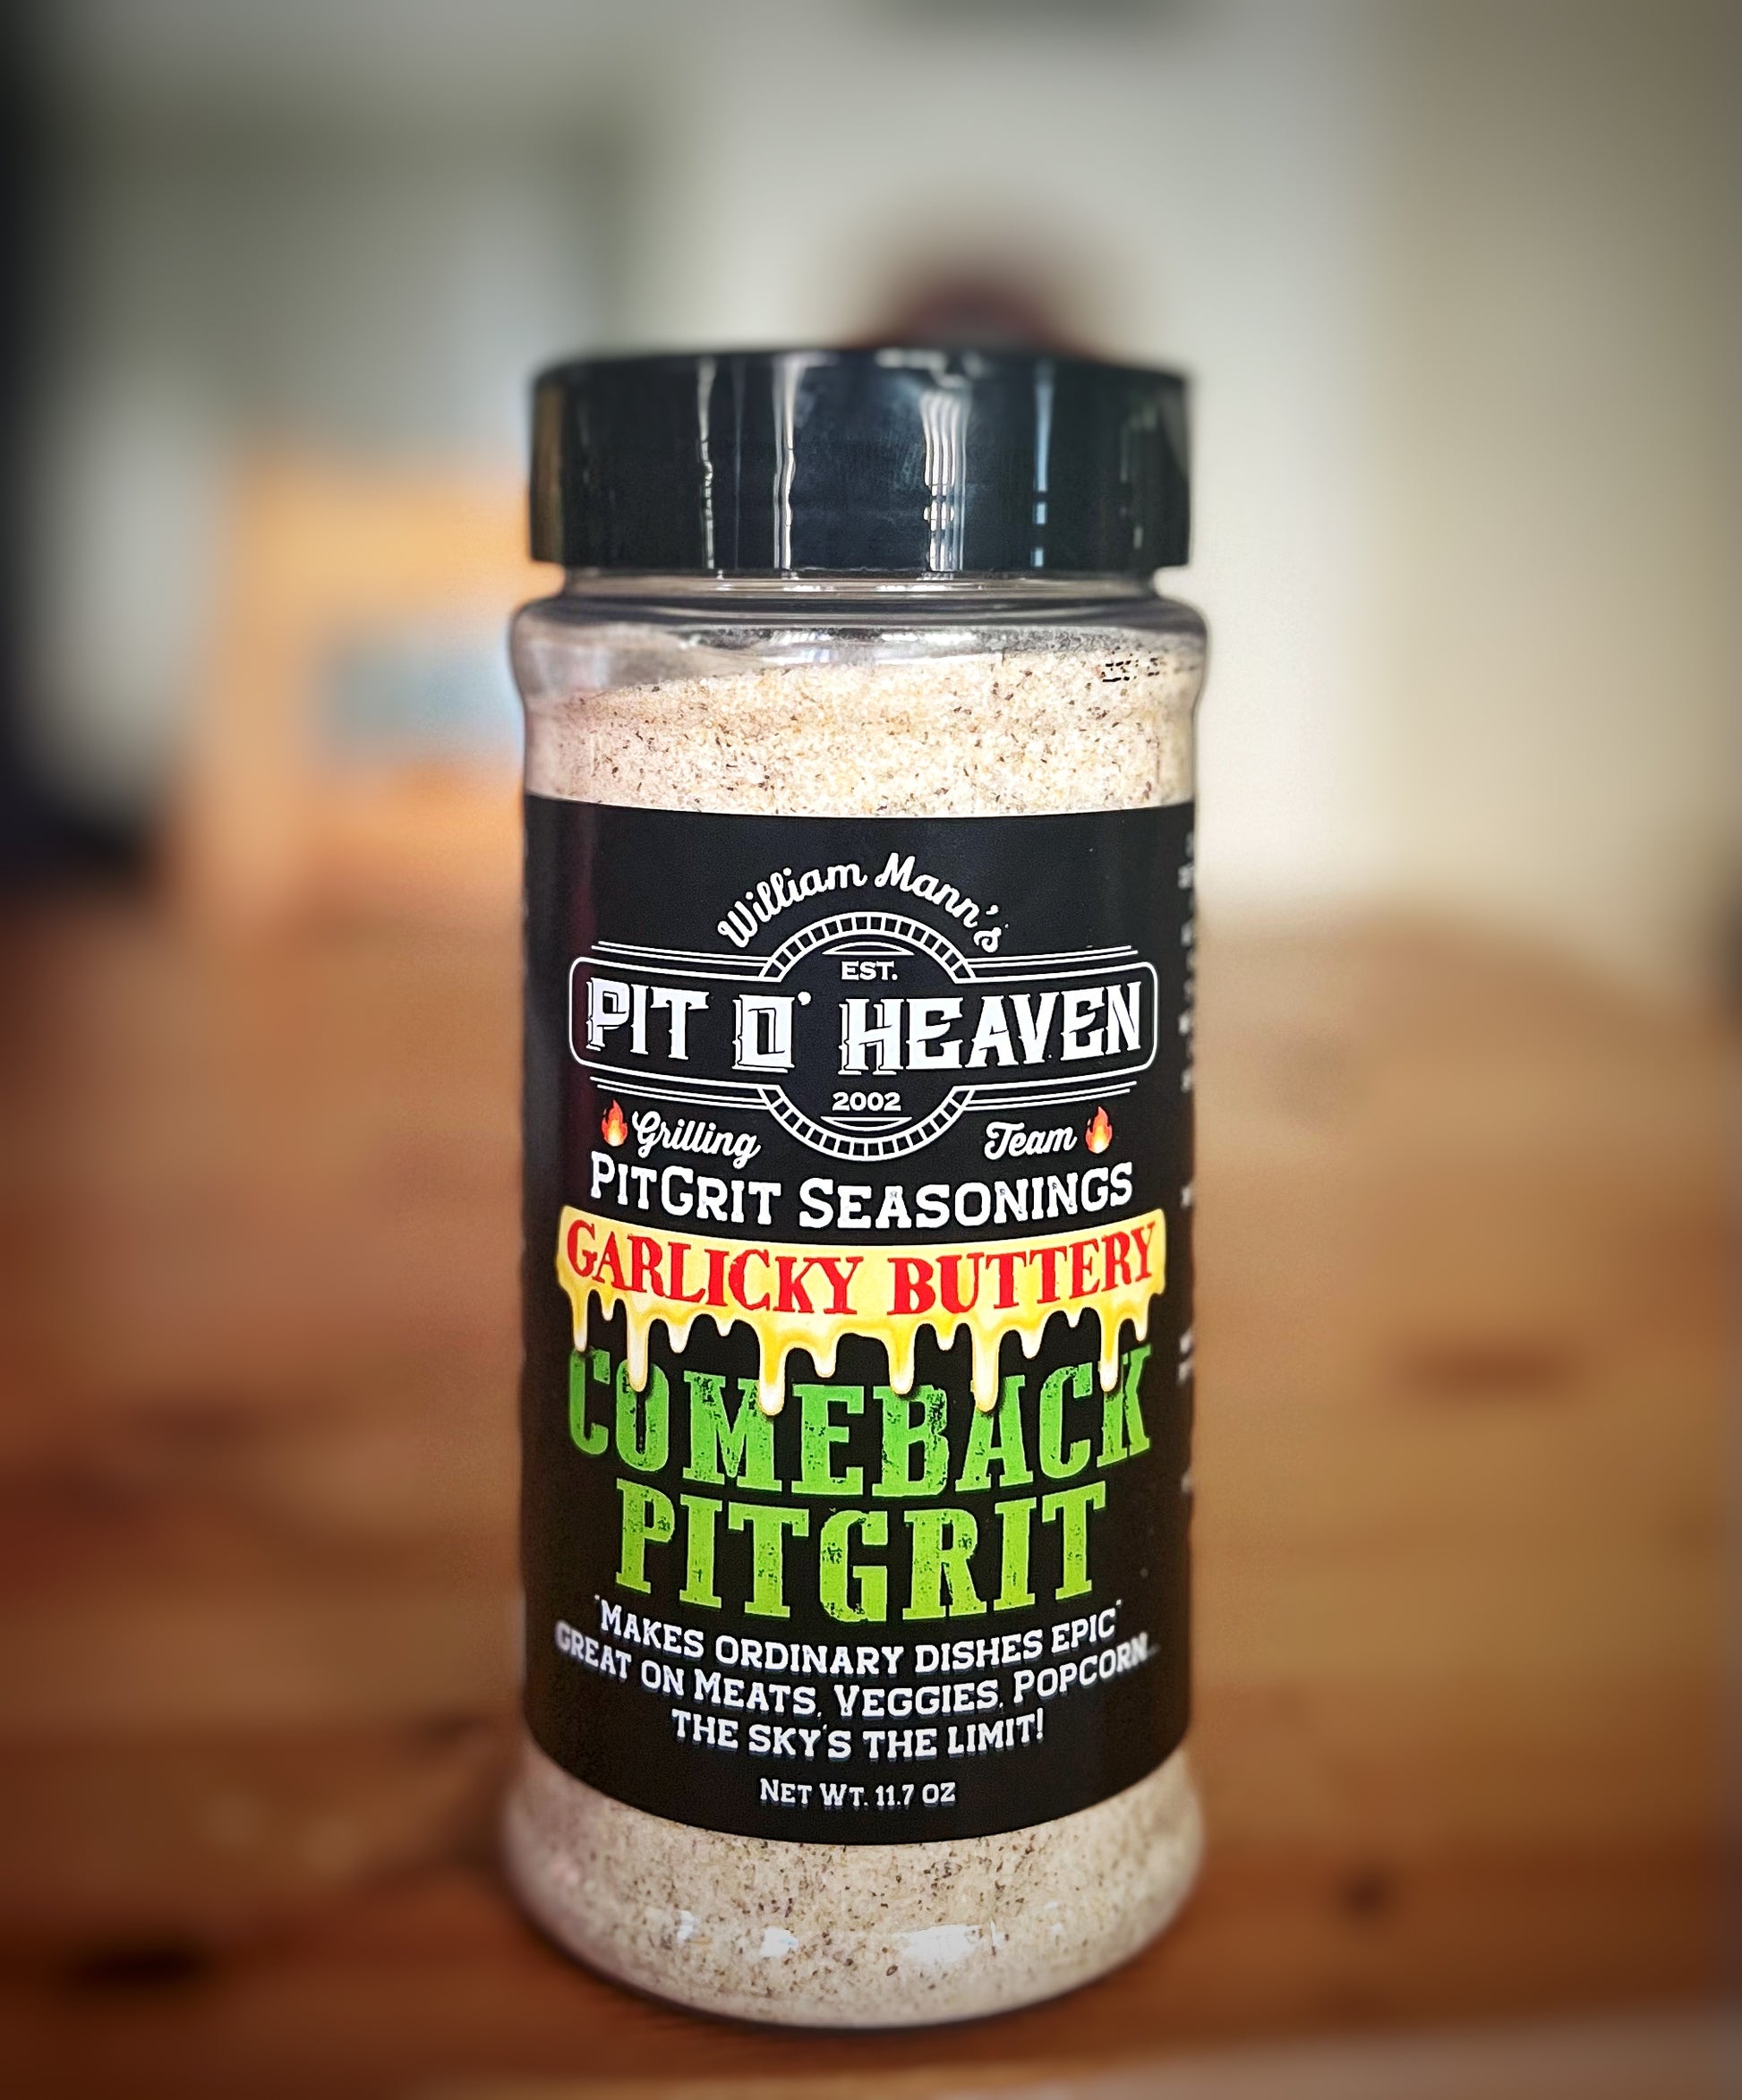 William Mann's
EST.
PIT O' HEAVEN
2002
Grilling Team
PITGRIT SEASONINGS
GARLICKY BUTTERY
COMEBACK
PITGRIT
"MAKES ORDINARY DISHES EPIC"
GREAT ON MEATS, VEGGIES, POPCORN...
THE SKY'S THE LIMIT!
NET WT. 11.7 OZ